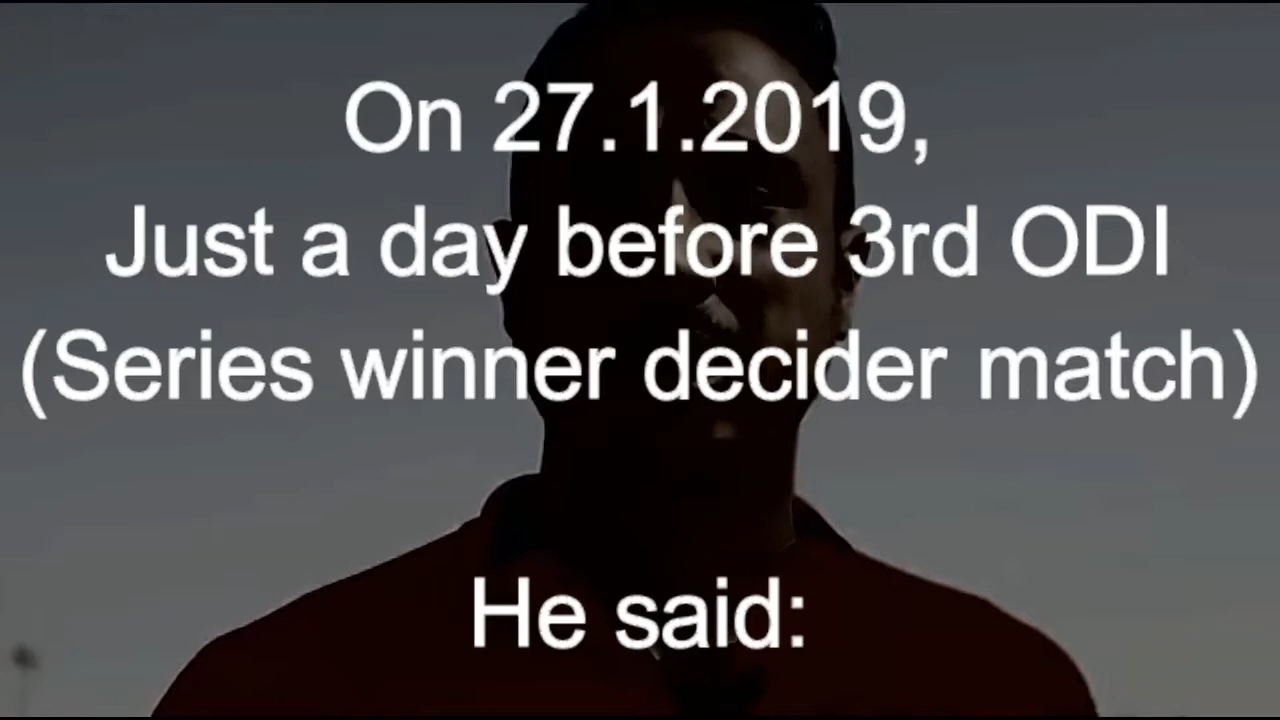 On 27.1.2019,
Just a day before 3rd ODI
(Series winner decider match)
He said: